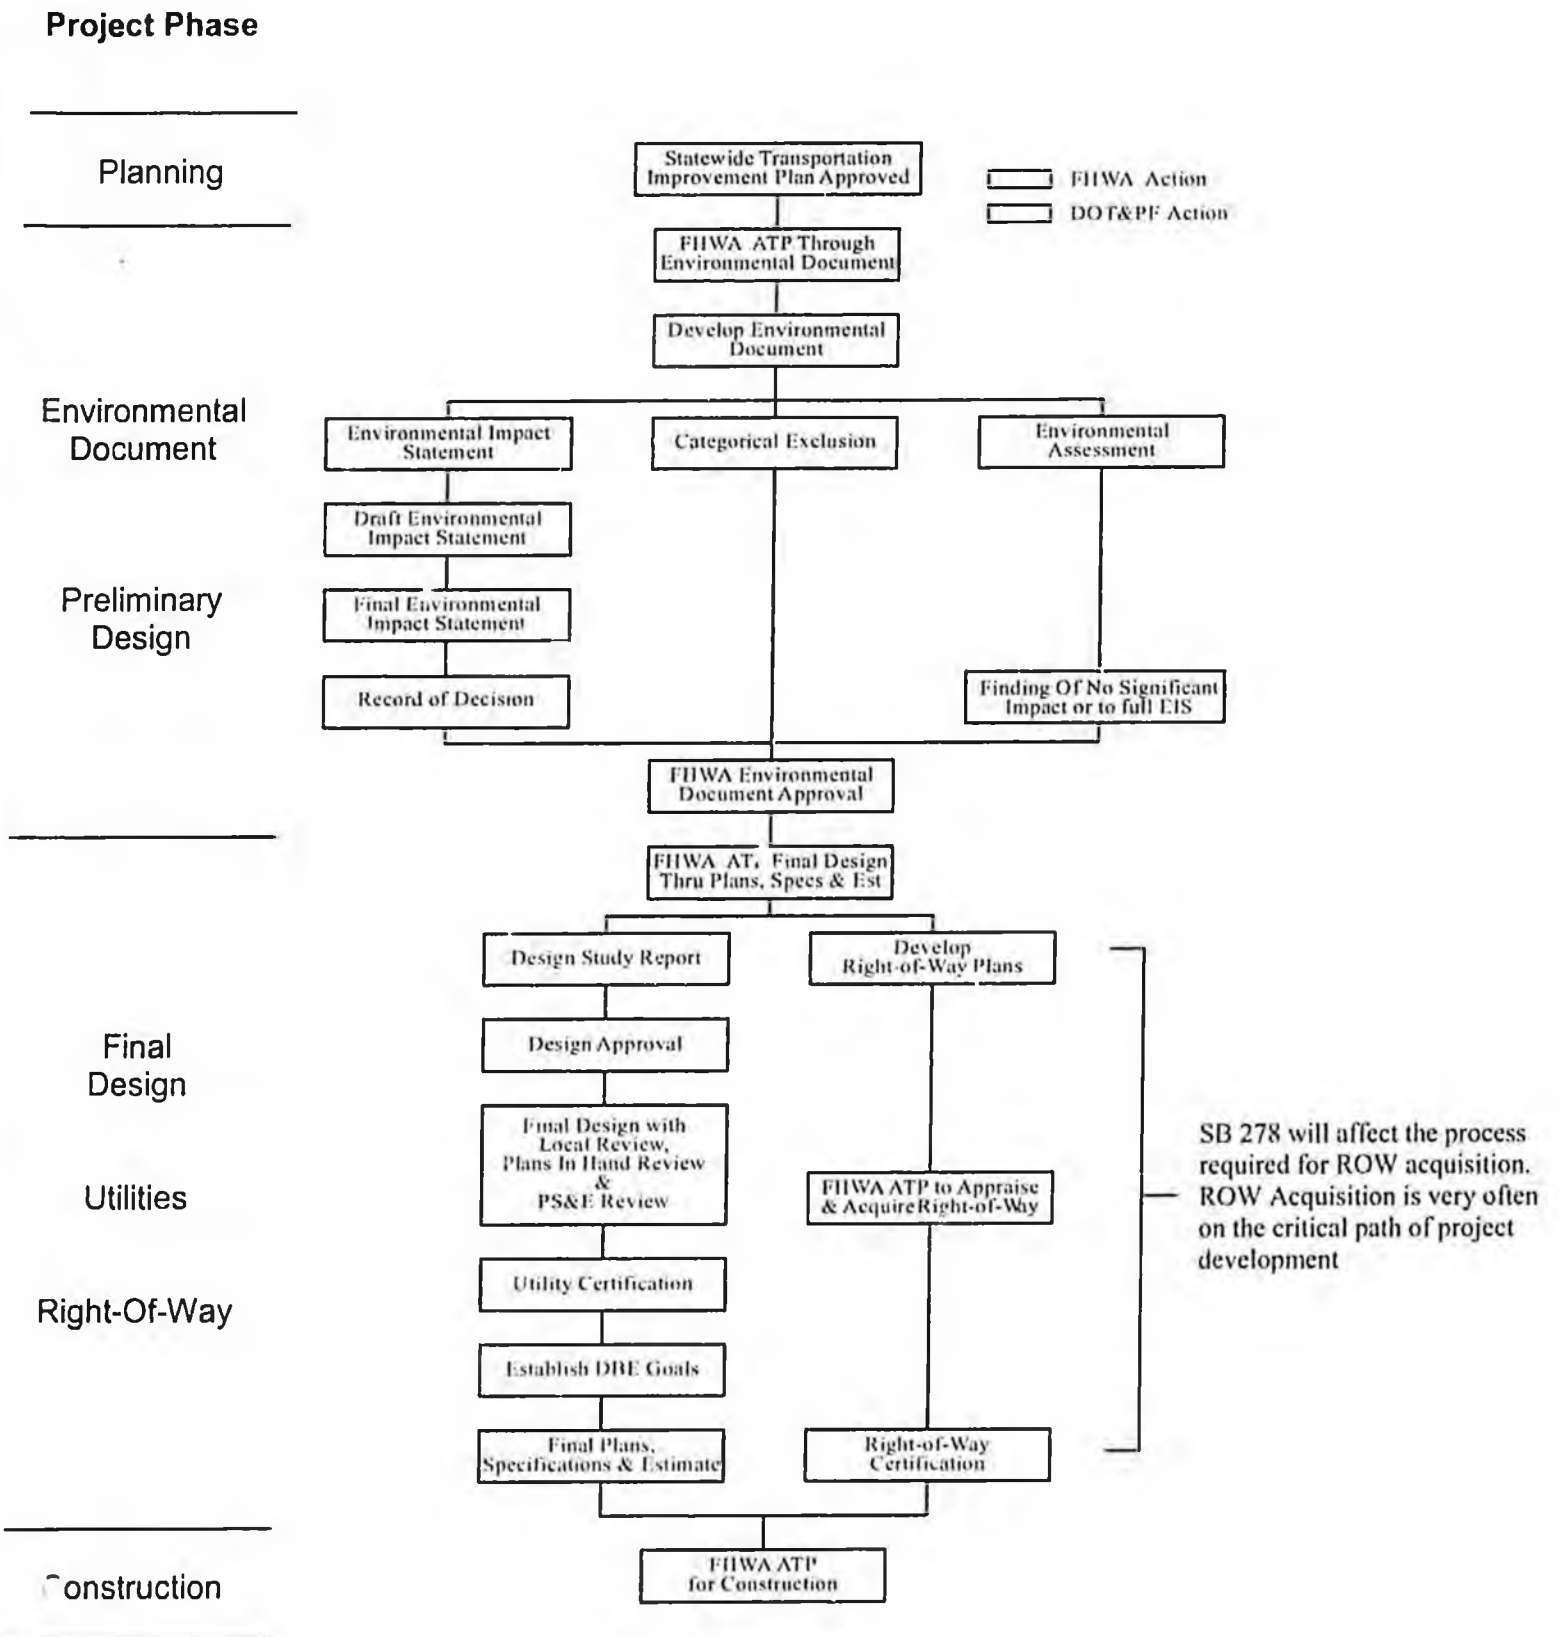 Project Phase
Planning
Statewide Transportation
Improvement Plan Approved
FHWA Action
DOT&PF Action
FHWA ATP Through
Environmental Document
Develop Environmental
Document
Environmental
Document
Environmental Impact
Statement
Categorical Exclusion
Environmental
Assessment
Draft Environmental
Impact Statement
Preliminary
Design
Final Environmental
Impact Statement
Record of Decision
Finding Of No Significant
Impact or to full EIS
FHWA Environmental
Document Approval
FHWA AT. Final Design
Thru Plans, Specs & Est
Design Study Report
Develop
Right-of-Way Plans
Final
Design
Design Approval
Final Design with
Local Review,
Plans In Hand Review
&
PS&E Review
Utilities
FHWA ATP to Appraise
& Acquire Right-of-Way
SB 278 will affect the process
required for ROW acquisition.
ROW Acquisition is very often
on the critical path of project
development
Utility Certification
Right-Of-Way
Establish DBE Goals
Final Plans,
Specifications & Estimate
Right-of-Way
Certification
Construction
FHWA ATP
for Construction